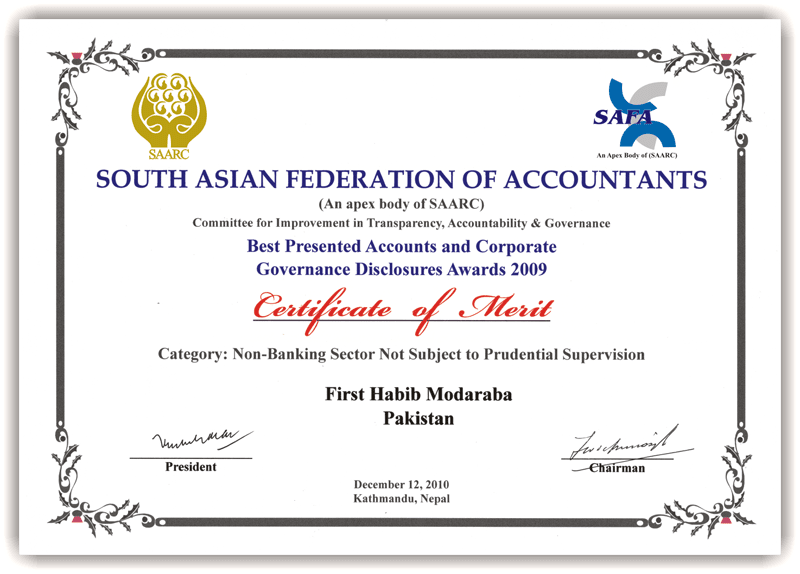 SAARC
SAFA
An Apex Body of (SAARC)
SOUTH ASIAN FEDERATION OF ACCOUNTANTS
(An apex body of SAARC)
Committee for Improvement in Transparency, Accountability & Governance
Best Presented Accounts and Corporate
Governance Disclosures Awards 2009
Certificate of Merit
Category: Non-Banking Sector Not Subject to Prudential Supervision
First Habib Modaraba
Pakistan
President
Chairman
December 12, 2010
Kathmandu, Nepal